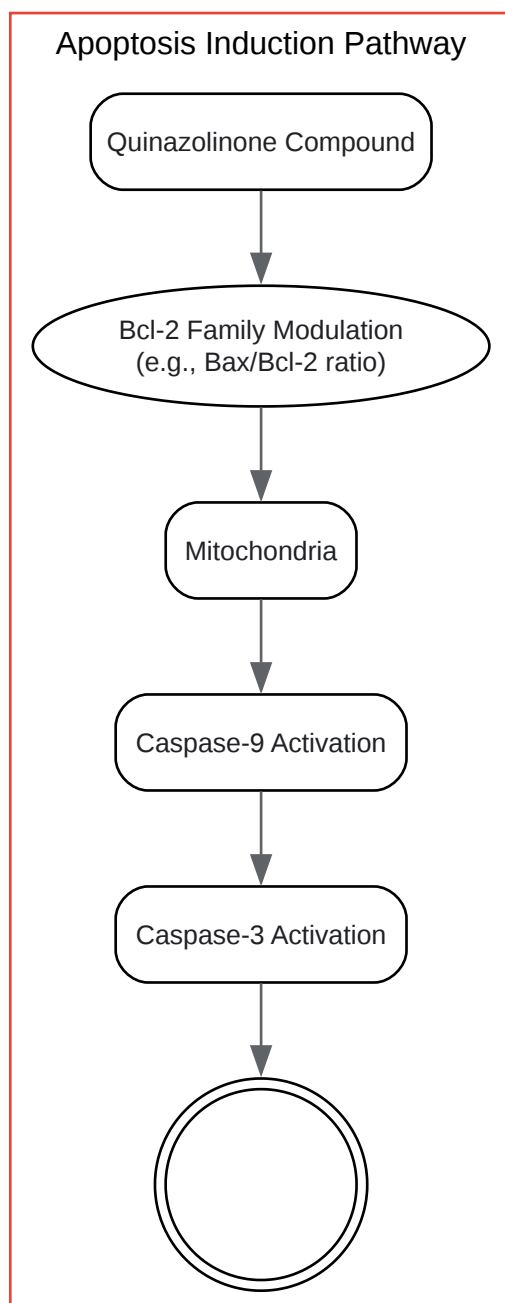 Apoptosis Induction Pathway
Quinazolinone Compound
Bcl-2 Family Modulation
(e.g., Bax/Bcl-2 ratio)
Mitochondria
Caspase-9 Activation
Caspase-3 Activation